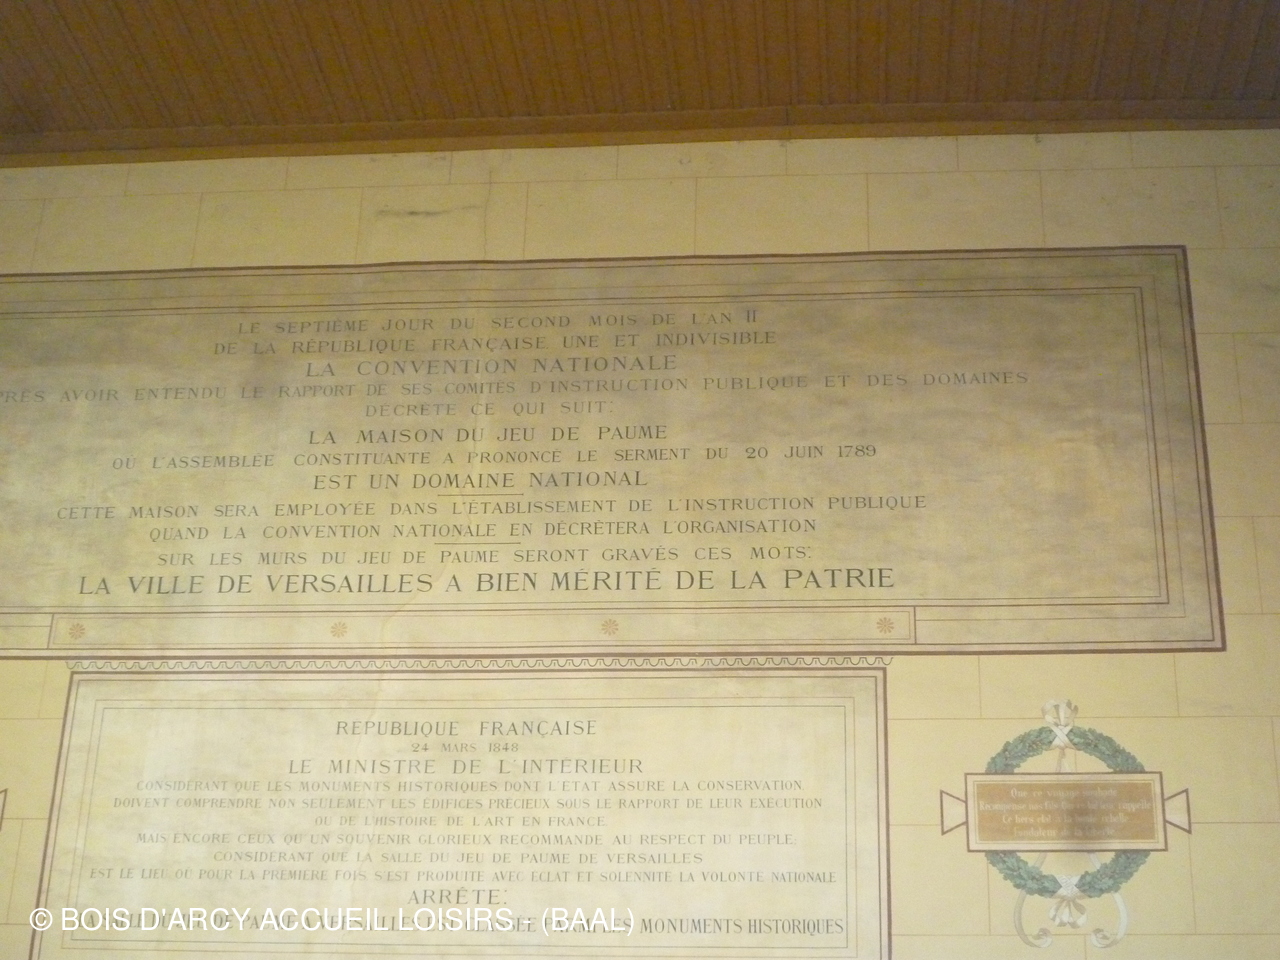 LE SEPTIÈME JOUR DU SECOND MOIS DE L'AN II
DE LA RÉPUBLIQUE FRANÇAISE UNE ET INDIVISIBLE
LA CONVENTION NATIONALE
PRÈS AVOIR ENTENDU LE RAPPORT DE SES COMITÉS D'INSTRUCTION PUBLIQUE ET DES DOMAINES
DÉCRÈTE CE QUI SUIT:
LA MAISON DU JEU DE PAUME
OU L'ASSEMBLÉE CONSTITUANTE A PRONONCÉ LE SERMENT DU 20 JUIN 1789
EST UN DOMAINE NATIONAL
CETTE MAISON SERA EMPLOYÉE DANS L'ÉTABLISSEMENT DE L'INSTRUCTION PUBLIQUE
QUAND LA CONVENTION NATIONALE EN DÉCRÈTERA L'ORGANISATION
SUR LES MURS DU JEU DE PAUME SERONT GRAVÉS CES MOTS:
LA VILLE DE VERSAILLES A BIEN MÉRITÉ DE LA PATRIE
REPUBLIQUE FRANÇAISE
24 MARS 1848
LE MINISTRE DE L'INTERIEUR
CONSIDÉRANT QUE LES MONUMENTS HISTORIQUES DONT L'ETAT ASSURE LA CONSERVATION
DOIVENT COMPRENDRE NON SEULEMENT LES ÉDIFICES PRÉCIEUX SOUS LE RAPPORT DE LEUR EXECUTION
OU DE L'HISTOIRE DE L'ART EN FRANCE
MAIS ENCORE CEUX QU'UN SOUVENIR GLORIEUX RECOMMANDE AU RESPECT DU PEUPLE
CONSIDÉRANT QUE LA SALLE DU JEU DE PAUME DE VERSAILLES
EST LE LIEU OÙ POUR LA PREMIÈRE FOIS S'EST PRODUITE AVEC ECLAT ET SOLENNITE LA VOLONTÉ NATIONALE
ARRÊTE:
MONUMENTS HISTORIQUES
© BOIS D'ARCY ACCUEIL LOISIRS - (BAAL)